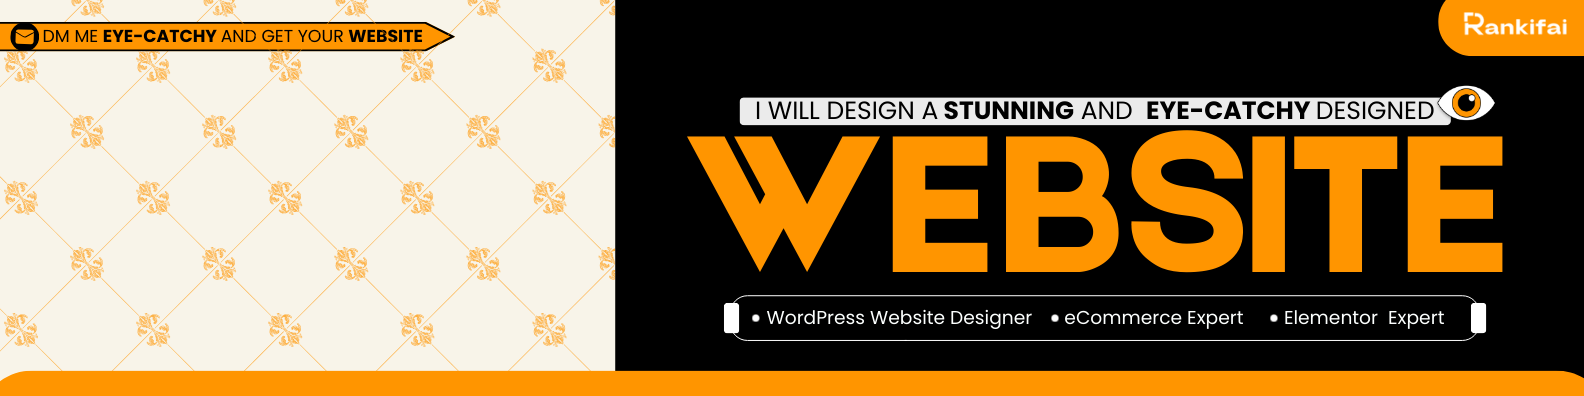 DM ME EYE-CATCHY AND GET YOUR WEBSITE
Rankifai
I WILL DESIGN A STUNNING AND EYE-CATCHY DESIGNED
WEBSITE
• WordPress Website Designer • eCommerce Expert • Elementor Expert